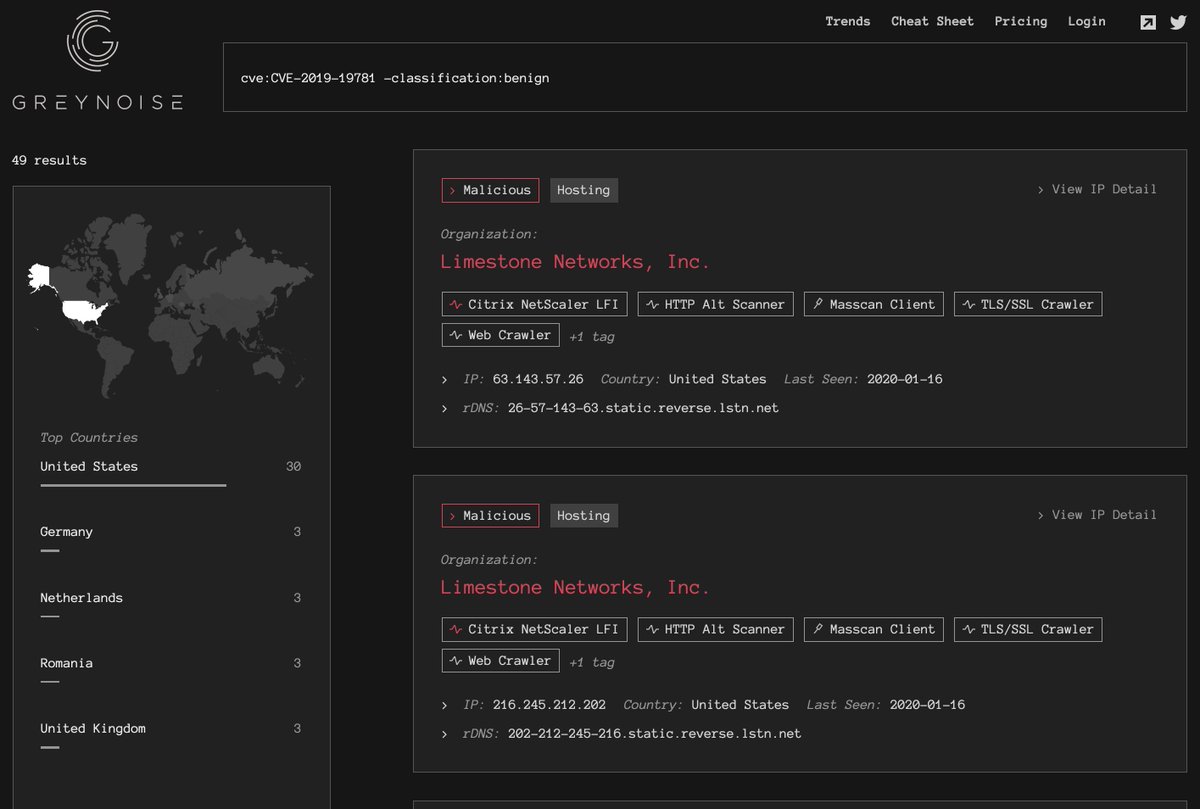 Trends Cheat Sheet Pricing Login
cve:CVE-2019-19781 -classification:benign
GREYNOISE
49 results
Top Countries
United States 30
Germany 3
Netherlands 3
Romania 3
United Kingdom 3
> Malicious Hosting > View IP Detail
Organization:
Limestone Networks, Inc.
Citrix NetScaler LFI HTTP Alt Scanner Masscan Client TLS/SSL Crawler
Web Crawler +1 tag
> IP: 63.143.57.26 Country: United States Last Seen: 2020-01-16
> rDNS: 26-57-143-63.static.reverse.lstn.net
> Malicious Hosting > View IP Detail
Organization:
Limestone Networks, Inc.
Citrix NetScaler LFI HTTP Alt Scanner Masscan Client TLS/SSL Crawler
Web Crawler +1 tag
> IP: 216.245.212.202 Country: United States Last Seen: 2020-01-16
> rDNS: 202-212-245-216.static.reverse.lstn.net